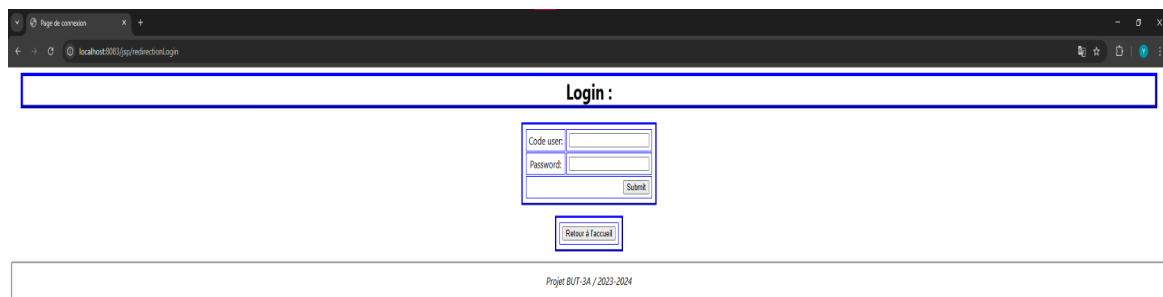 Page de connexion
localhost:8083/jsp/redirectionLogin
Login :
Code user:
Password:
Submit
Retour à l'accueil
Projet BUT-3A / 2023-2024